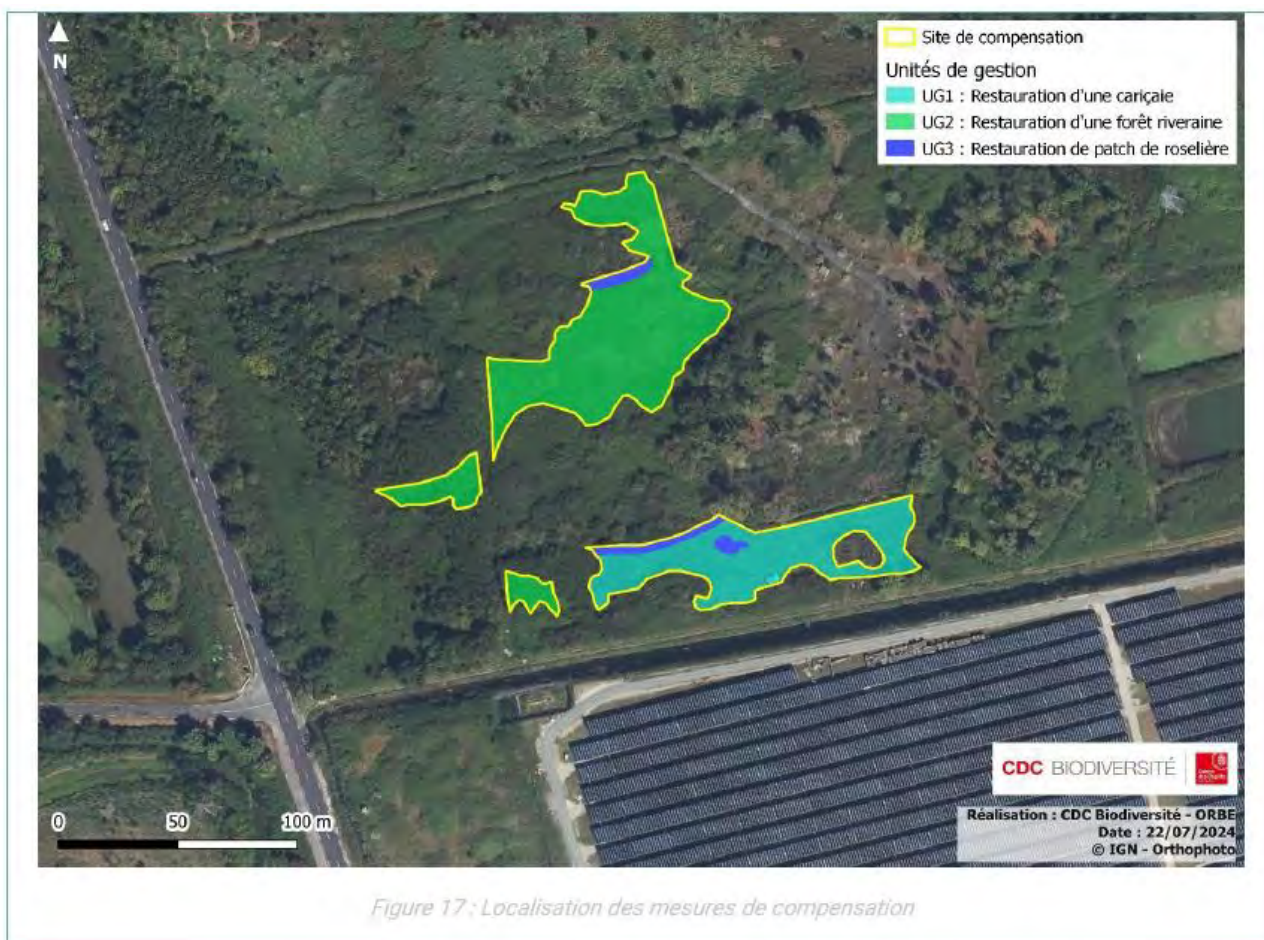 N
Site de compensation
Unités de gestion
UG1 : Restauration d'une cariçaie
UG2 : Restauration d'une forêt riveraine
UG3 : Restauration de patch de roselière
0 50 100 m
CDC BIODIVERSITÉ
Réalisation : CDC Biodiversité - ORBE
Date : 22/07/2024
© IGN - Orthophoto
Figure 17 : Localisation des mesures de compensation